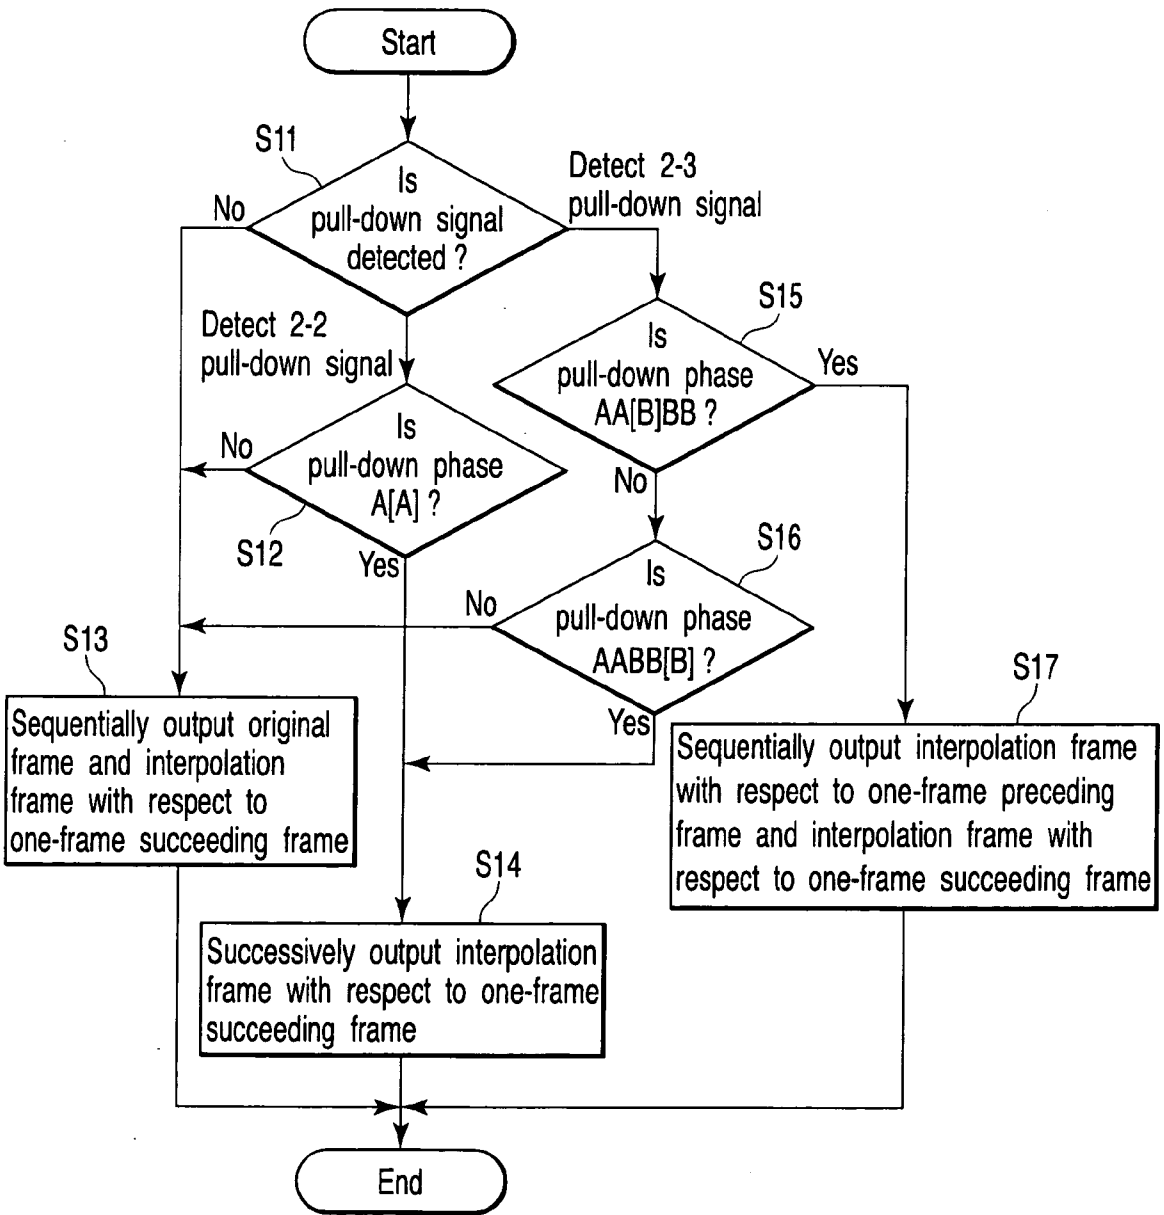 Start
S11
Is
pull-down signal
detected ?
No
Detect 2-3
pull-down signal
Detect 2-2
pull-down signal
S15
Is
pull-down phase
AA[B]BB ?
Yes
No
Is
pull-down phase
A[A] ?
No
S12
Yes
S16
Is
pull-down phase
AABB[B] ?
No
Yes
S13
Sequentially output original
frame and interpolation
frame with respect to
one-frame succeeding frame
S17
Sequentially output interpolation frame
with respect to one-frame preceding
frame and interpolation frame with
respect to one-frame succeeding frame
S14
Successively output interpolation
frame with respect to one-frame
succeeding frame
End